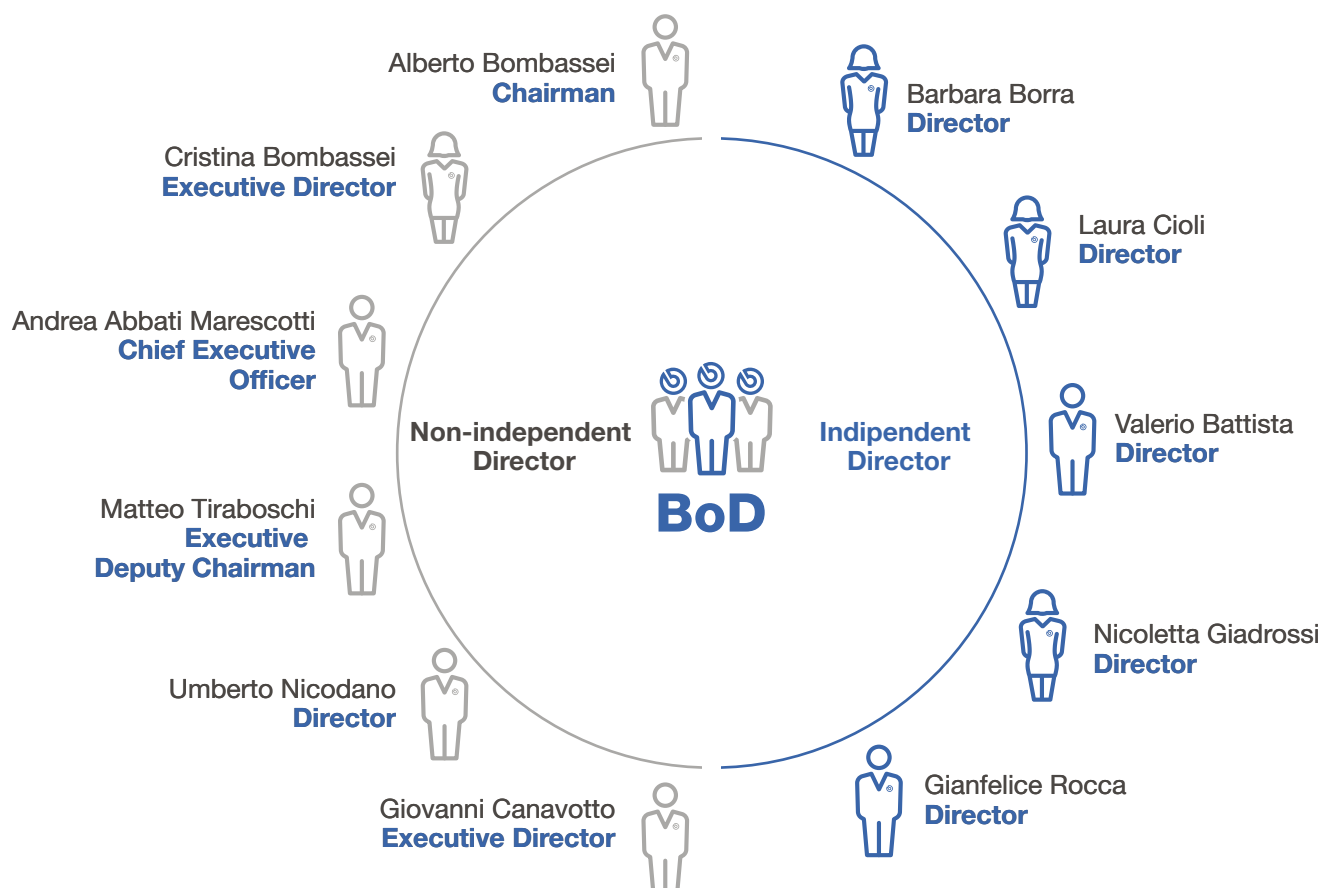 Alberto Bombassei
Chairman
Barbara Borra
Director
Cristina Bombassei
Executive Director
Laura Cioli
Director
Andrea Abbati Marescotti
Chief Executive
Officer
Non-independent
Director
BoD
Indipendent
Director
Valerio Battista
Director
Matteo Tiraboschi
Executive
Deputy Chairman
Nicoletta Giadrossi
Director
Umberto Nicodano
Director
Gianfelice Rocca
Director
Giovanni Canavotto
Executive Director